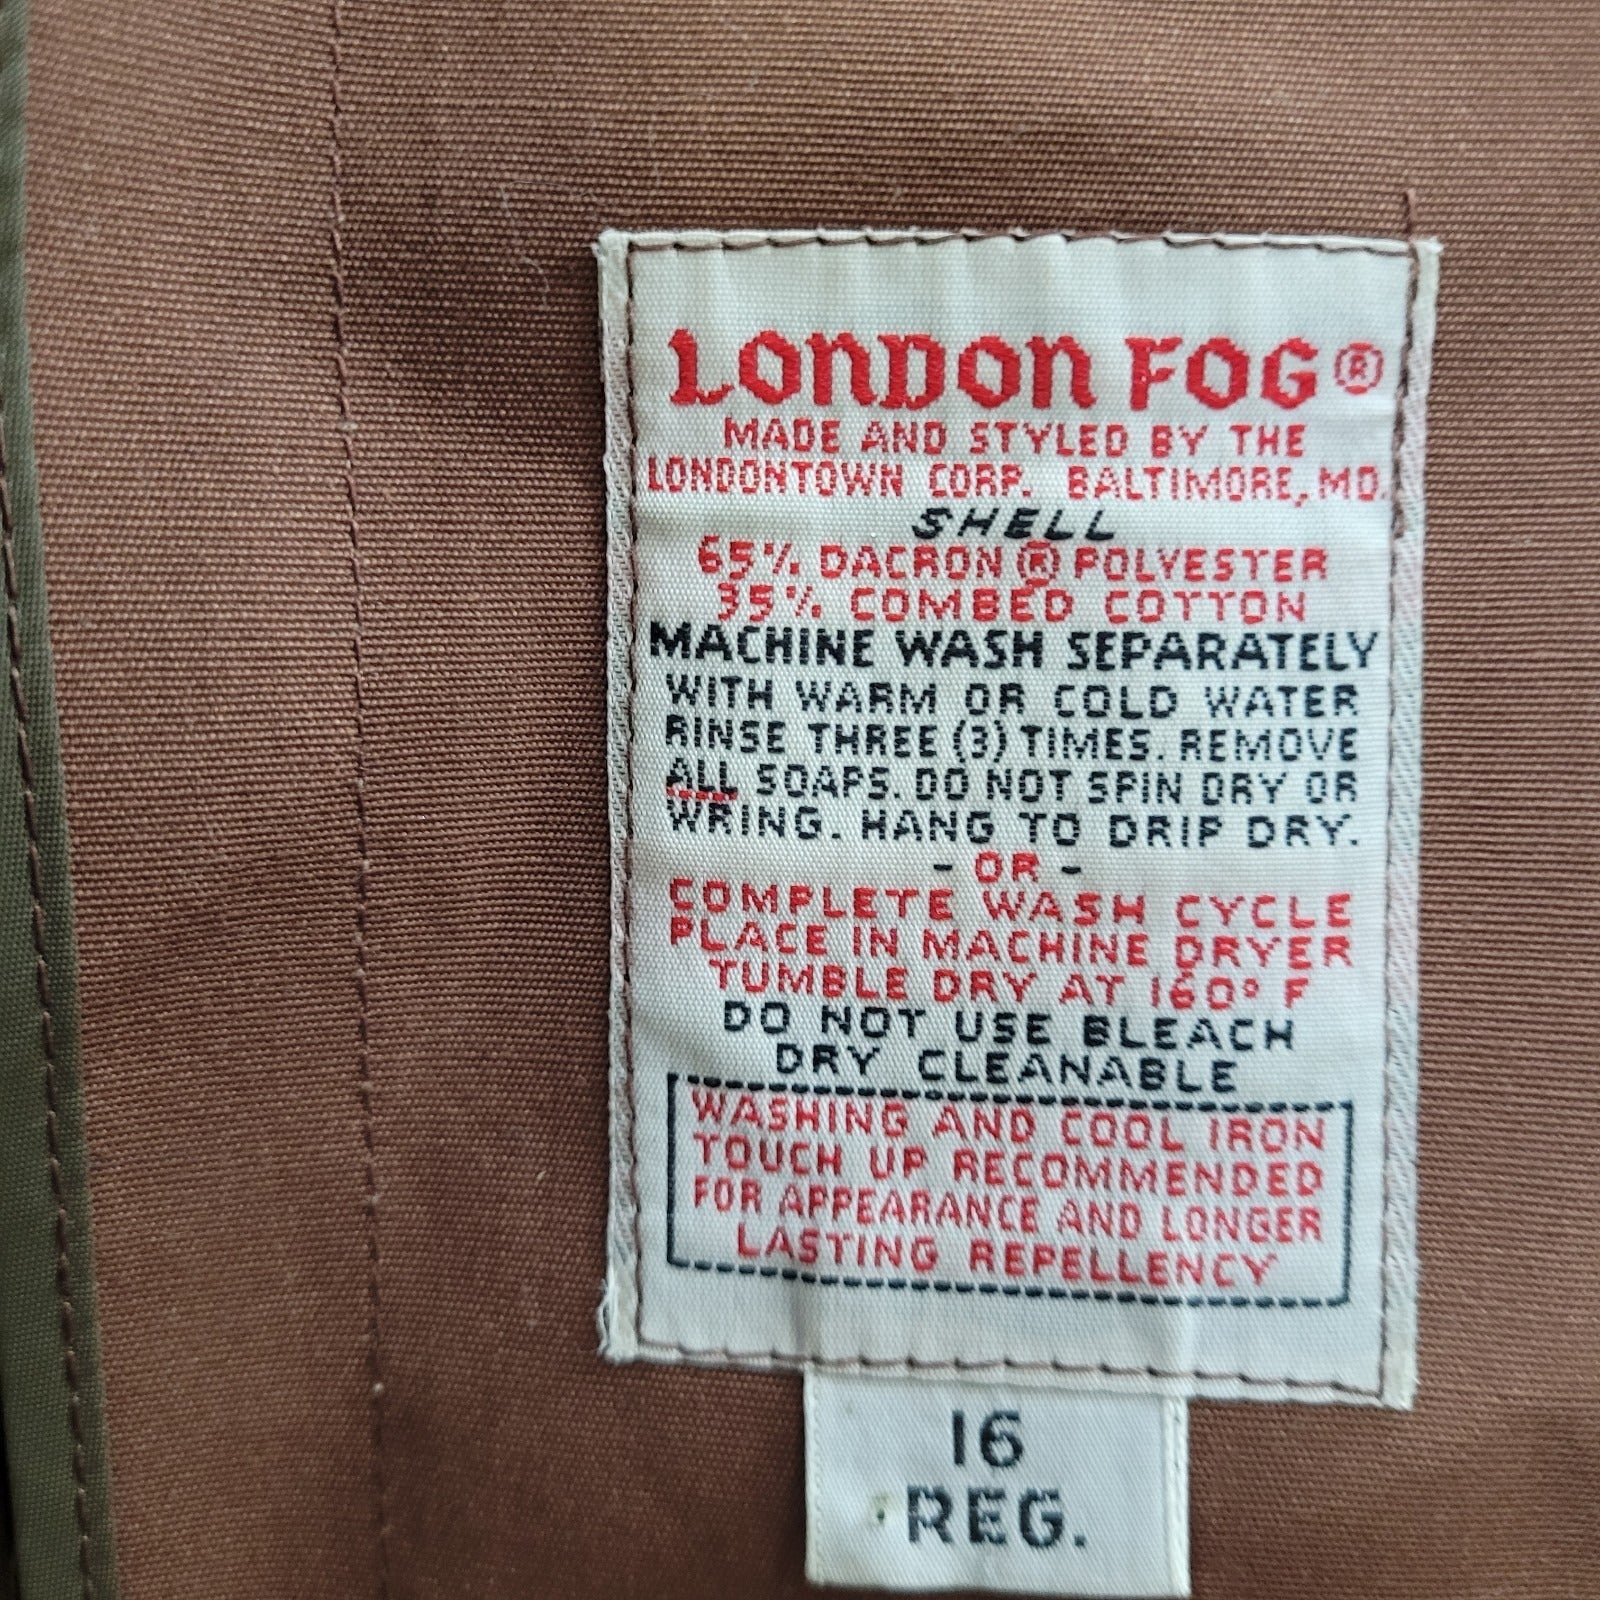 LONDON FOG®
MADE AND STYLED BY THE
LONDONTOWN CORP. BALTIMORE, MD.
SHELL
65% DACRON ® POLYESTER
35% COMBED COTTON
MACHINE WASH SEPARATELY
WITH WARM OR COLD WATER
RINSE THREE (3) TIMES. REMOVE
ALL SOAPS. DO NOT SPIN DRY OR
WRING. HANG TO DRIP DRY.
- OR -
COMPLETE WASH CYCLE
PLACE IN MACHINE DRYER
TUMBLE DRY AT 160° F
DO NOT USE BLEACH
DRY CLEANABLE
WASHING AND COOL IRON
TOUCH UP RECOMMENDED
FOR APPEARANCE AND LONGER
LASTING REPELLENCY
16
REG.